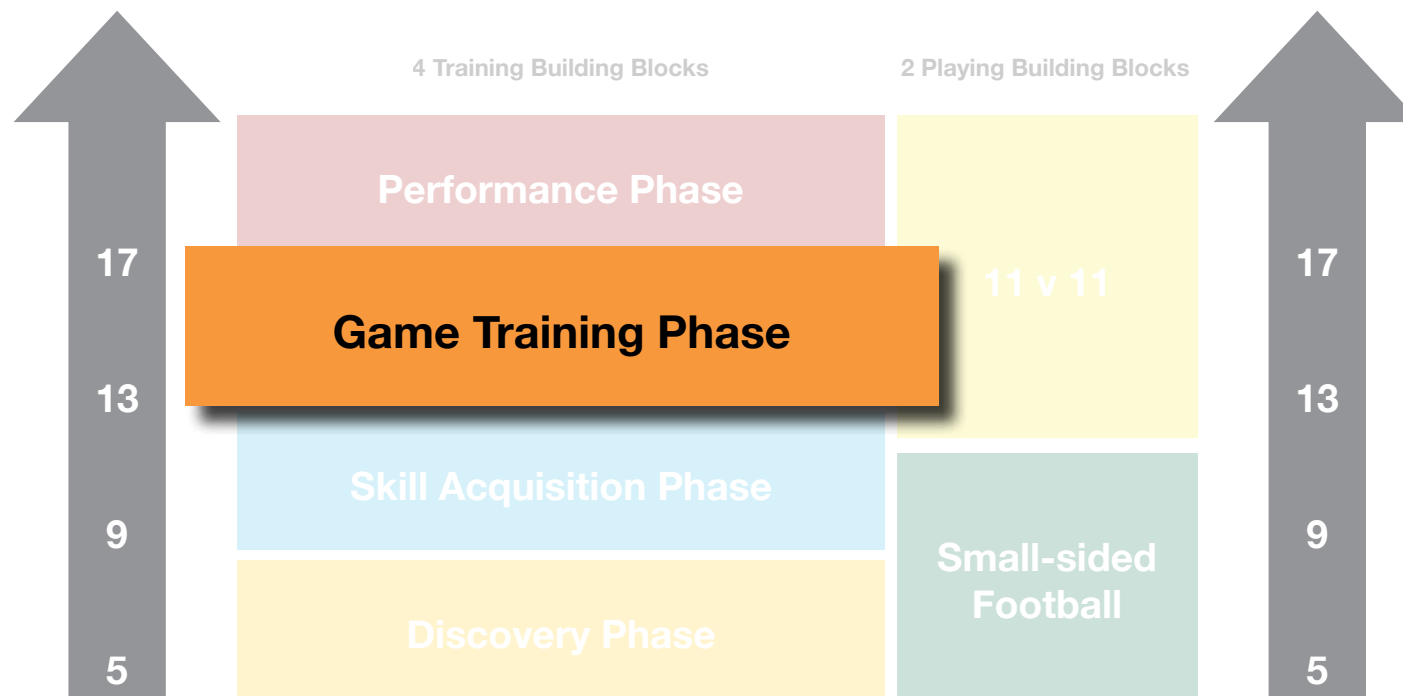 4 Training Building Blocks
2 Playing Building Blocks
Performance Phase
17
11 v 11
17
Game Training Phase
13
13
Skill Acquisition Phase
9
Small-sided
Football
9
Discovery Phase
5
5